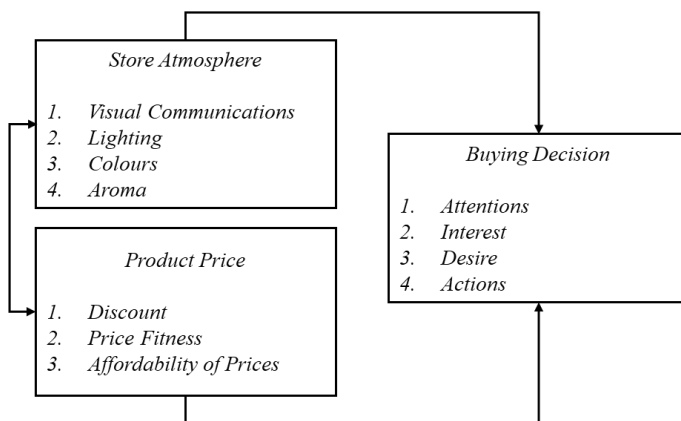 Store Atmosphere
1. Visual Communications
2. Lighting
3. Colours
4. Aroma
Product Price
1. Discount
2. Price Fitness
3. Affordability of Prices
Buying Decision
1. Attentions
2. Interest
3. Desire
4. Actions